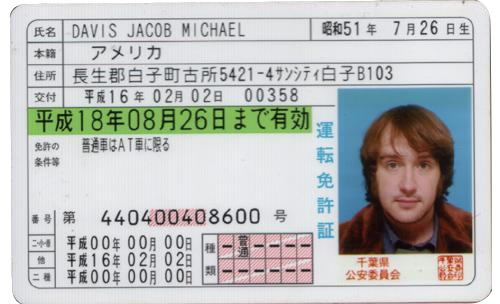 氏名 DAVIS JACOB MICHAEL 昭和51年 7月26日生
本籍 アメリカ
住所 長生郡白子町古所5421-4サンシティ白子B103
交付 平成16年02月02日 00358
平成18年08月26日まで有効
免許の 普通車はAT車に限る
条件等
運転免許証
番号 第 440400408600 号
二・小・原 平成00年00月00日
他 平成16年02月02日
二種 平成00年00月00日
種類 普通
千葉県
公安委員会